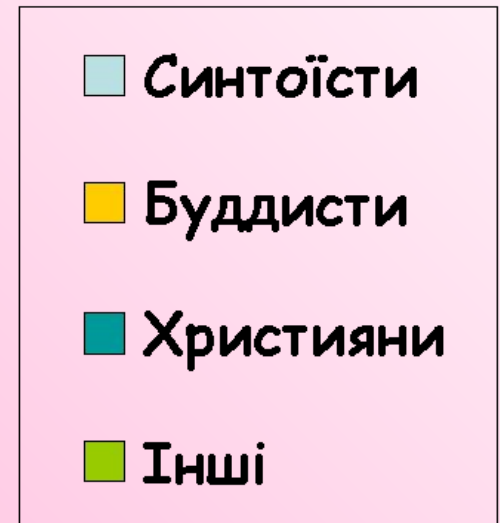 Синтоїсти
Буддисти
Християни
Інші